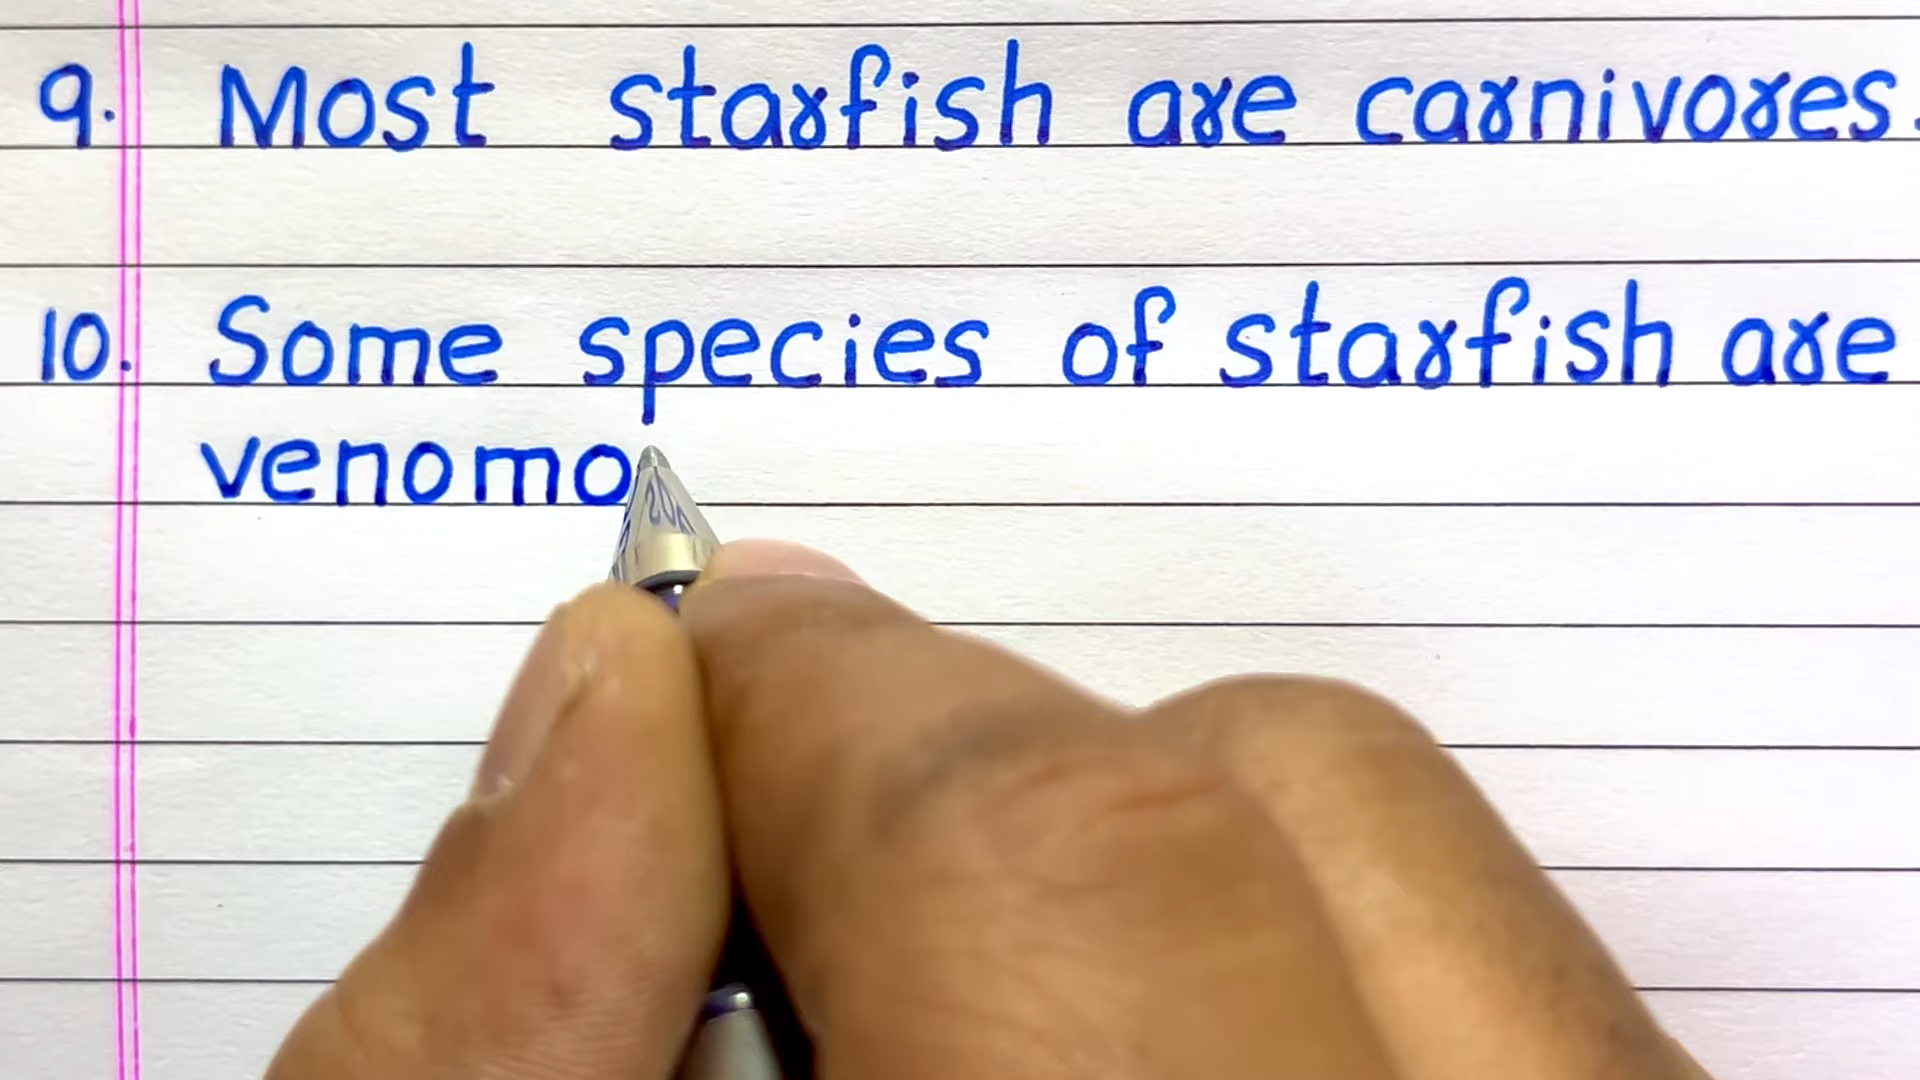 9. Most starfish are carnivores.
10. Some species of starfish are
venomo